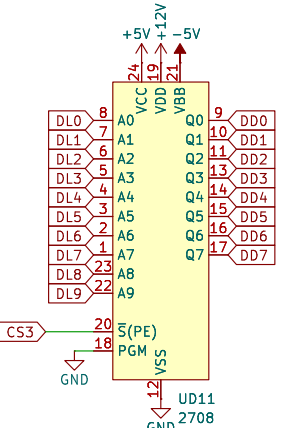 +5V +12V -5V
24 19 21
VCC VDD VBB
DL0 8 A0 Q0 9 DD0
DL1 7 A1 Q1 10 DD1
DL2 6 A2 Q2 11 DD2
DL3 5 A3 Q3 13 DD3
DL4 4 A4 Q4 14 DD4
DL5 3 A5 Q5 15 DD5
DL6 2 A6 Q6 16 DD6
DL7 1 A7 Q7 17 DD7
DL8 23 A8
DL9 22 A9
CS3 20 S(PE)
18 PGM
GND
VSS
12
UD11
2708
GND